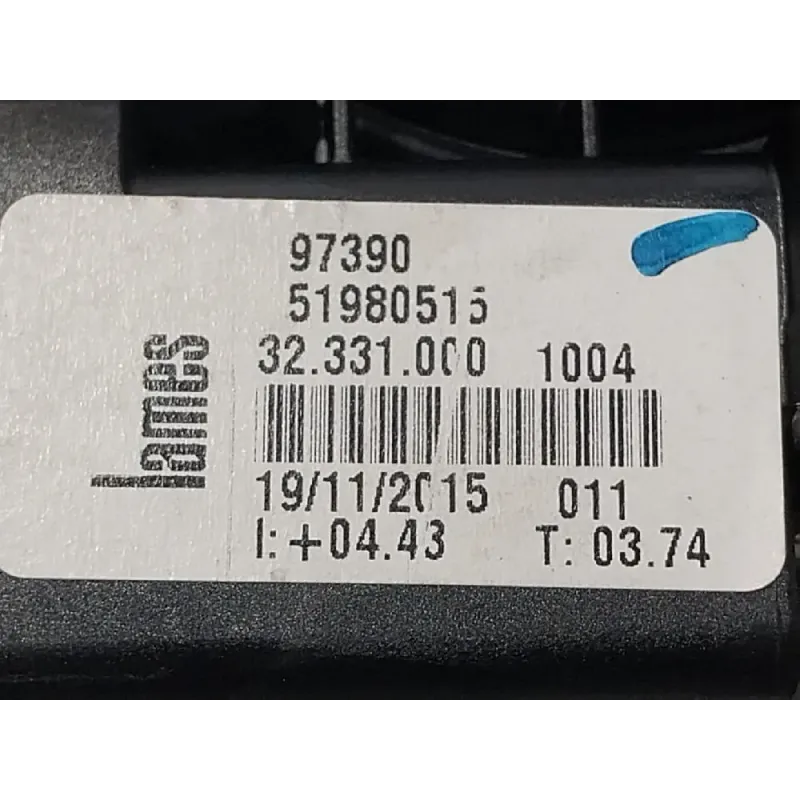 97390
51980515
32.331.000 1004
19/11/2015 011
I: +04.43 T: 03.74
Lames